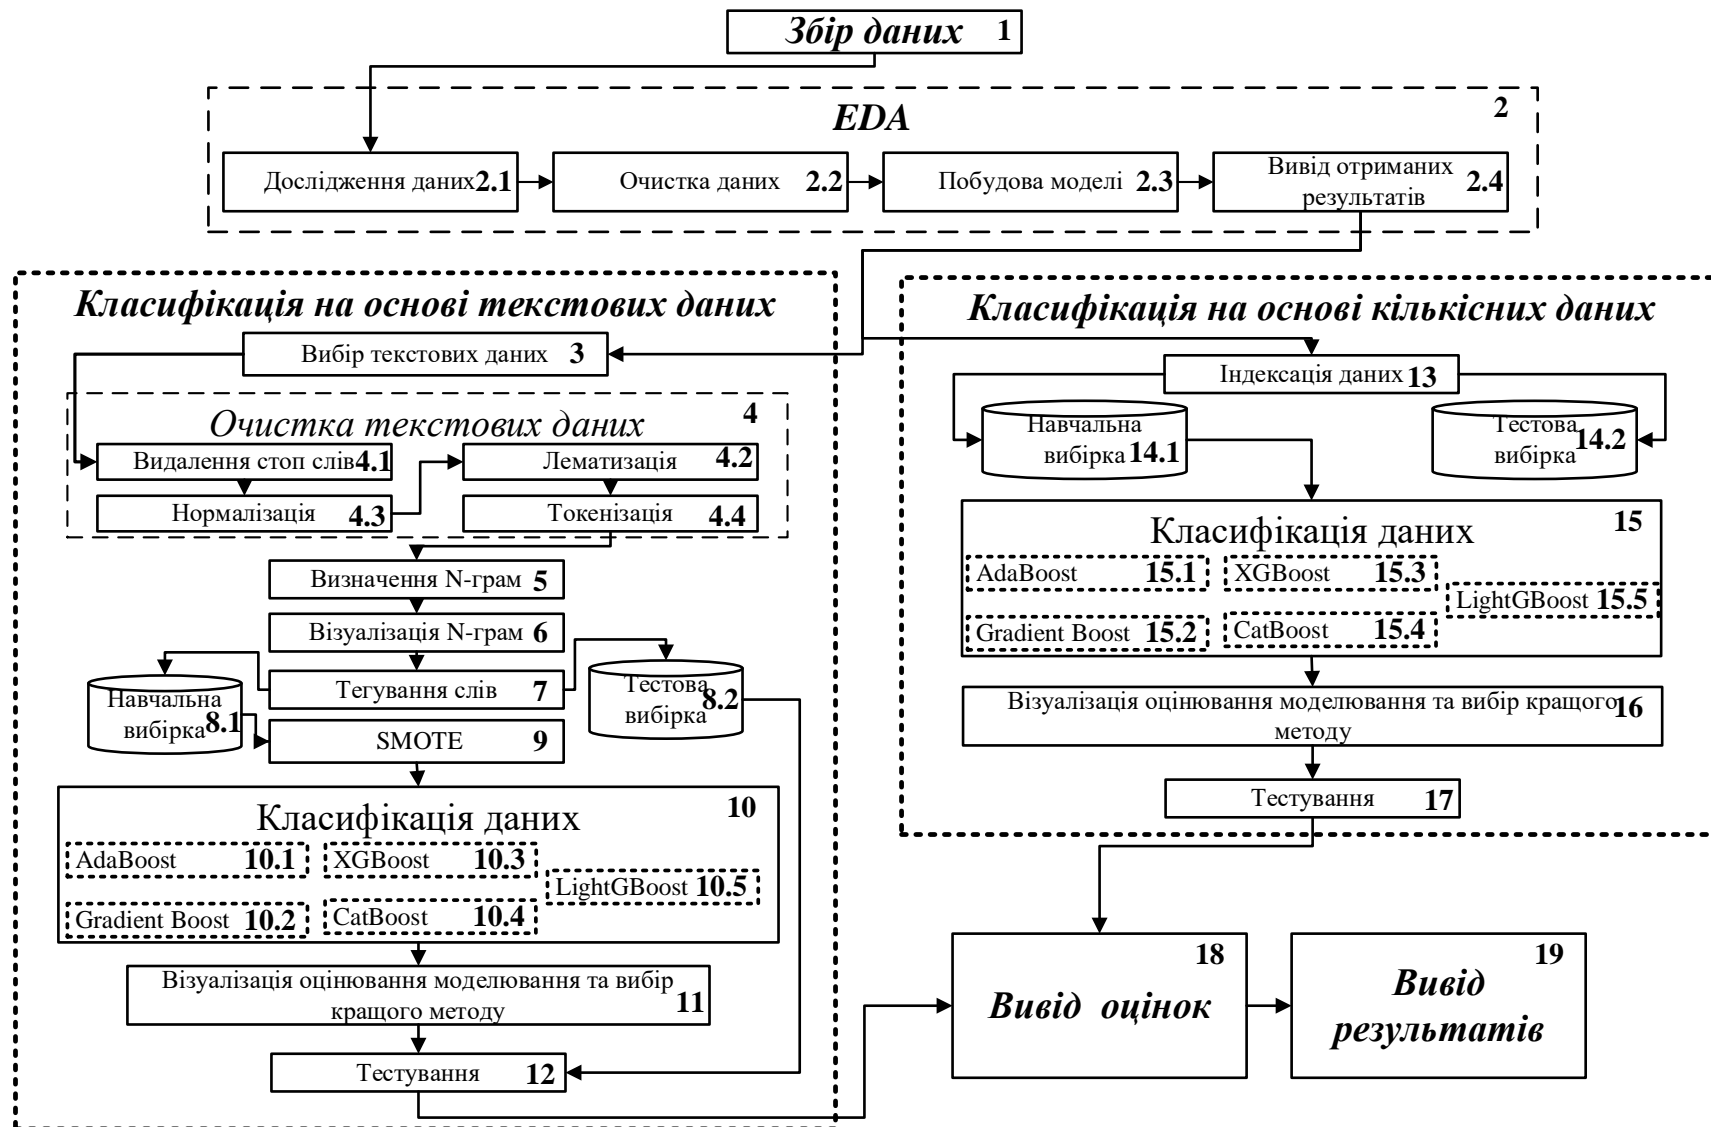 Збір даних 1
EDA 2
Дослідження даних 2.1
Очистка даних 2.2
Побудова моделі 2.3
Вивід отриманих
результатів 2.4
Класифікація на основі текстових даних
Вибір текстових даних 3
Очистка текстових даних 4
Видалення стоп слів 4.1
Лематизація 4.2
Нормалізація 4.3
Токенізація 4.4
Визначення N-грам 5
Візуалізація N-грам 6
Тегування слів 7
Навчальна
вибірка 8.1
Тестова
вибірка 8.2
SMOTE 9
Класифікація даних 10
AdaBoost 10.1
XGBoost 10.3
LightGBoost 10.5
Gradient Boost 10.2
CatBoost 10.4
Візуалізація оцінювання моделювання та вибір
кращого методу 11
Тестування 12
Класифікація на основі кількісних даних
Індексація даних 13
Навчальна
вибірка 14.1
Тестова
вибірка 14.2
Класифікація даних 15
AdaBoost 15.1
XGBoost 15.3
LightGBoost 15.5
Gradient Boost 15.2
CatBoost 15.4
Візуалізація оцінювання моделювання та вибір кращого 16
методу
Тестування 17
18
Вивід оцінок
19
Вивід
результатів